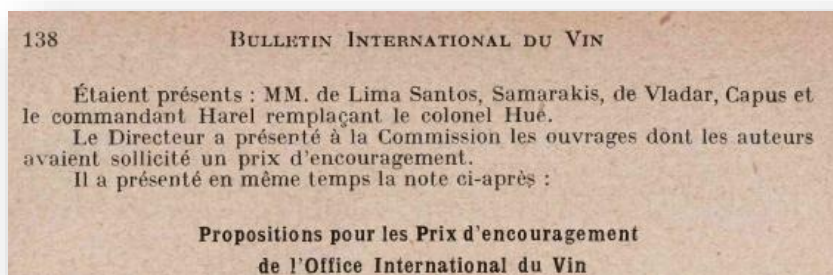 138 BULLETIN INTERNATIONAL DU VIN
Étaient présents : MM. de Lima Santos, Samarakis, de Vladar, Capus et
le commandant Harel remplaçant le colonel Hué.
Le Directeur a présenté à la Commission les ouvrages dont les auteurs
avaient sollicité un prix d'encouragement.
Il a présenté en même temps la note ci-après :
Propositions pour les Prix d'encouragement
de l'Office International du Vin